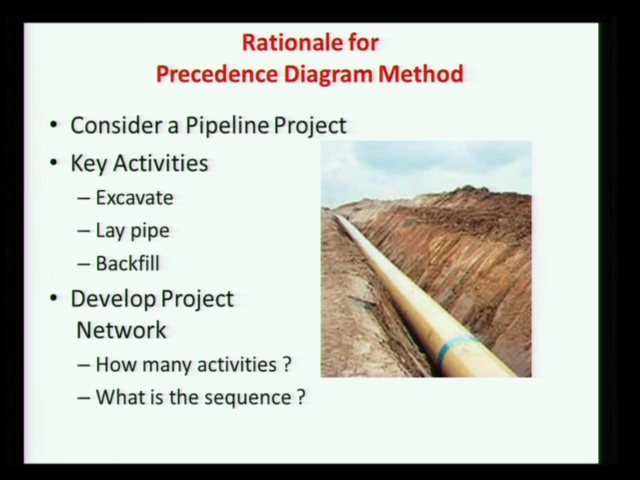 Rationale for
Precedence Diagram Method
• Consider a Pipeline Project
• Key Activities
– Excavate
– Lay pipe
– Backfill
• Develop Project
Network
– How many activities ?
– What is the sequence ?